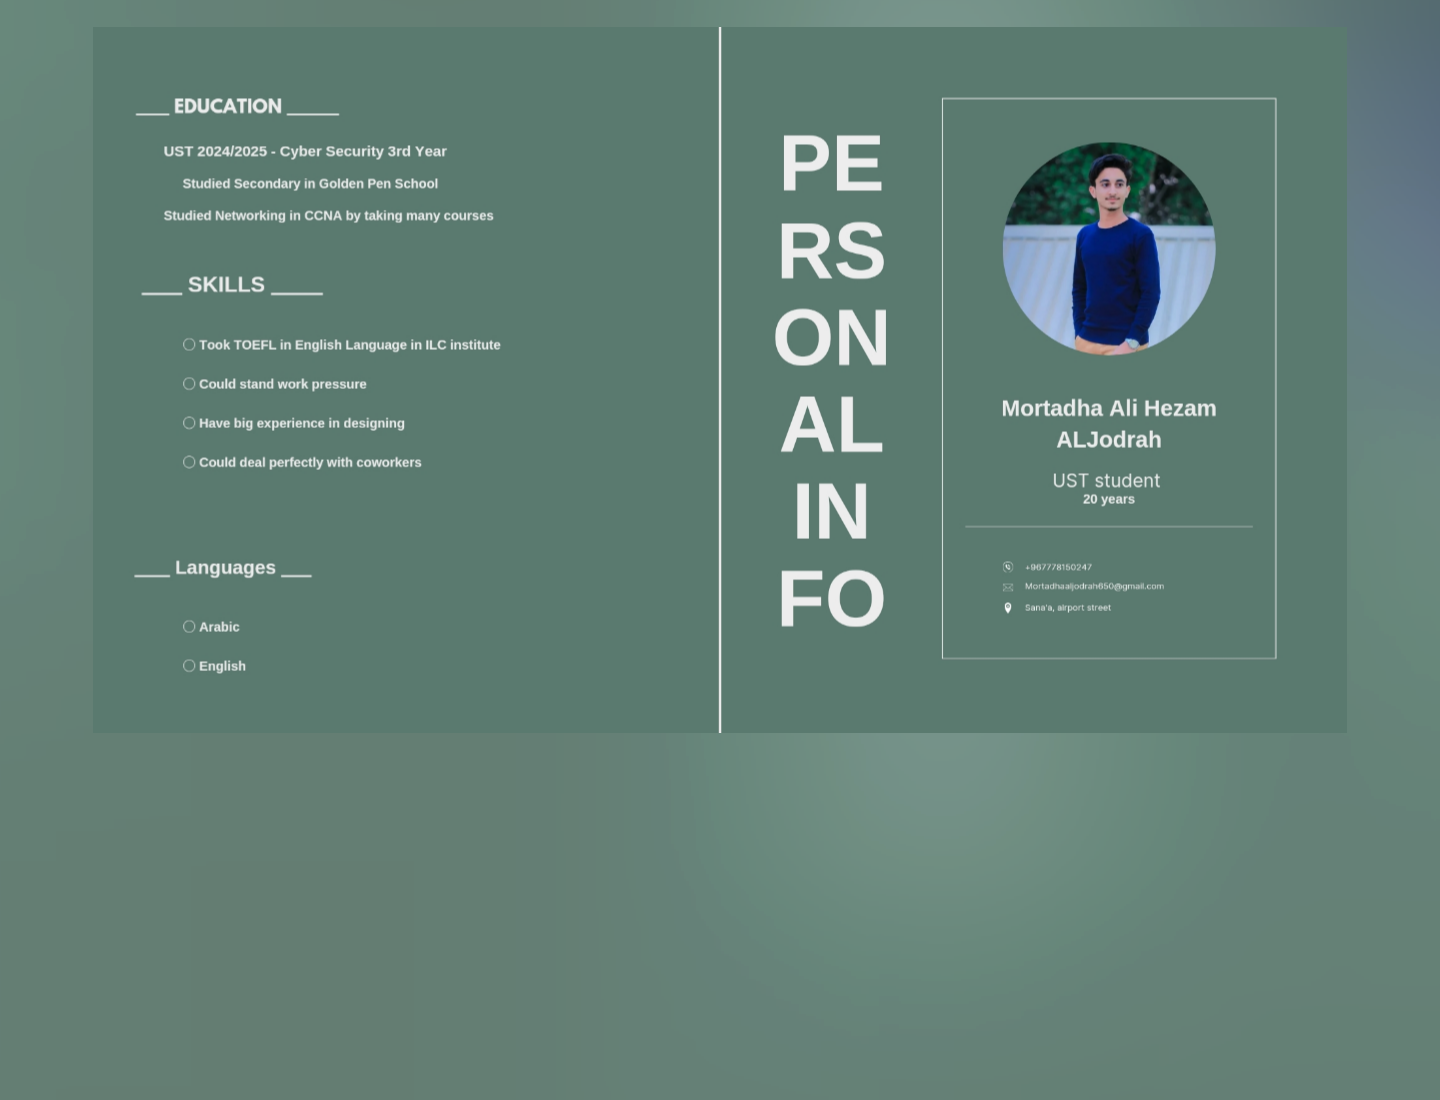 ___ EDUCATION _____
UST 2024/2025 - Cyber Security 3rd Year
Studied Secondary in Golden Pen School
Studied Networking in CCNA by taking many courses
____ SKILLS _____
Took TOEFL in English Language in ILC institute
Could stand work pressure
Have big experience in designing
Could deal perfectly with coworkers
____ Languages ___
Arabic
English
PE
RS
ON
AL
IN
FO
Mortadha Ali Hezam
ALJodrah
UST student
20 years
+967778150247
Mortadhaaljodrah650@gmail.com
Sana'a, airport street